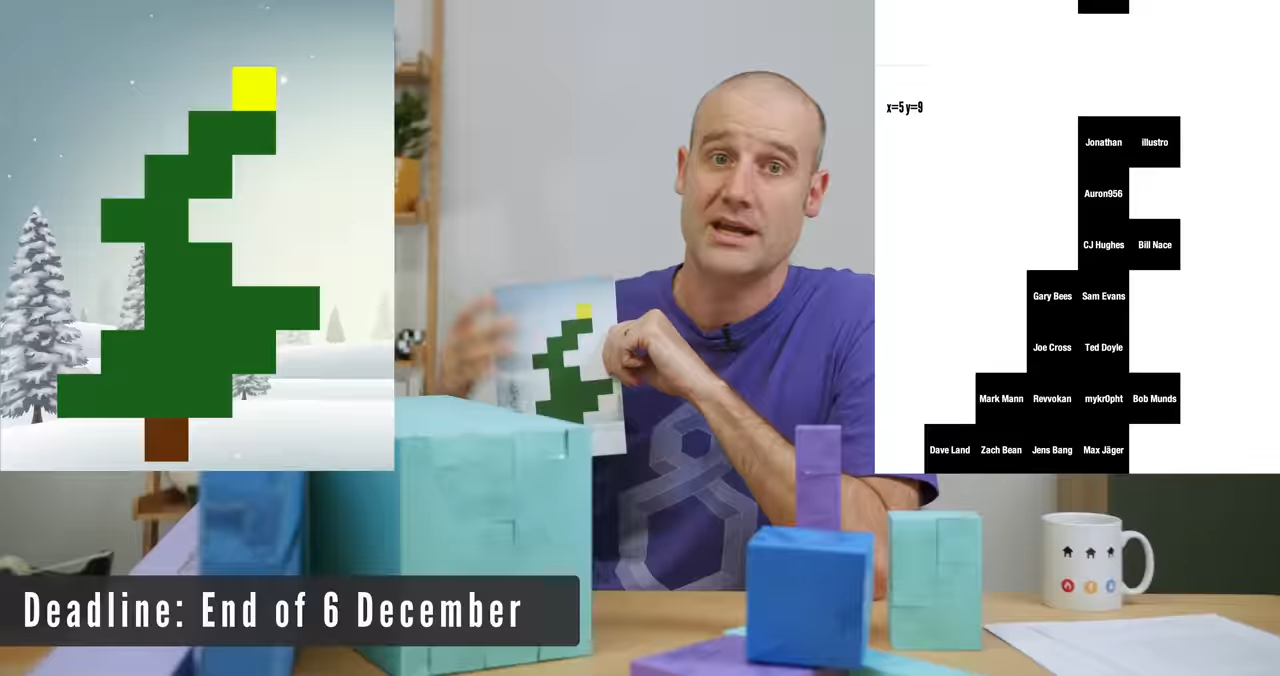 x=5 y=9
Jonathan illustro
Auron956
CJ Hughes Bill Nace
Gary Bees Sam Evans
Joe Cross Ted Doyle
Mark Mann Revvokan mykr0pht Bob Munds
Dave Land Zach Bean Jens Bang Max Jäger
Deadline: End of 6 December